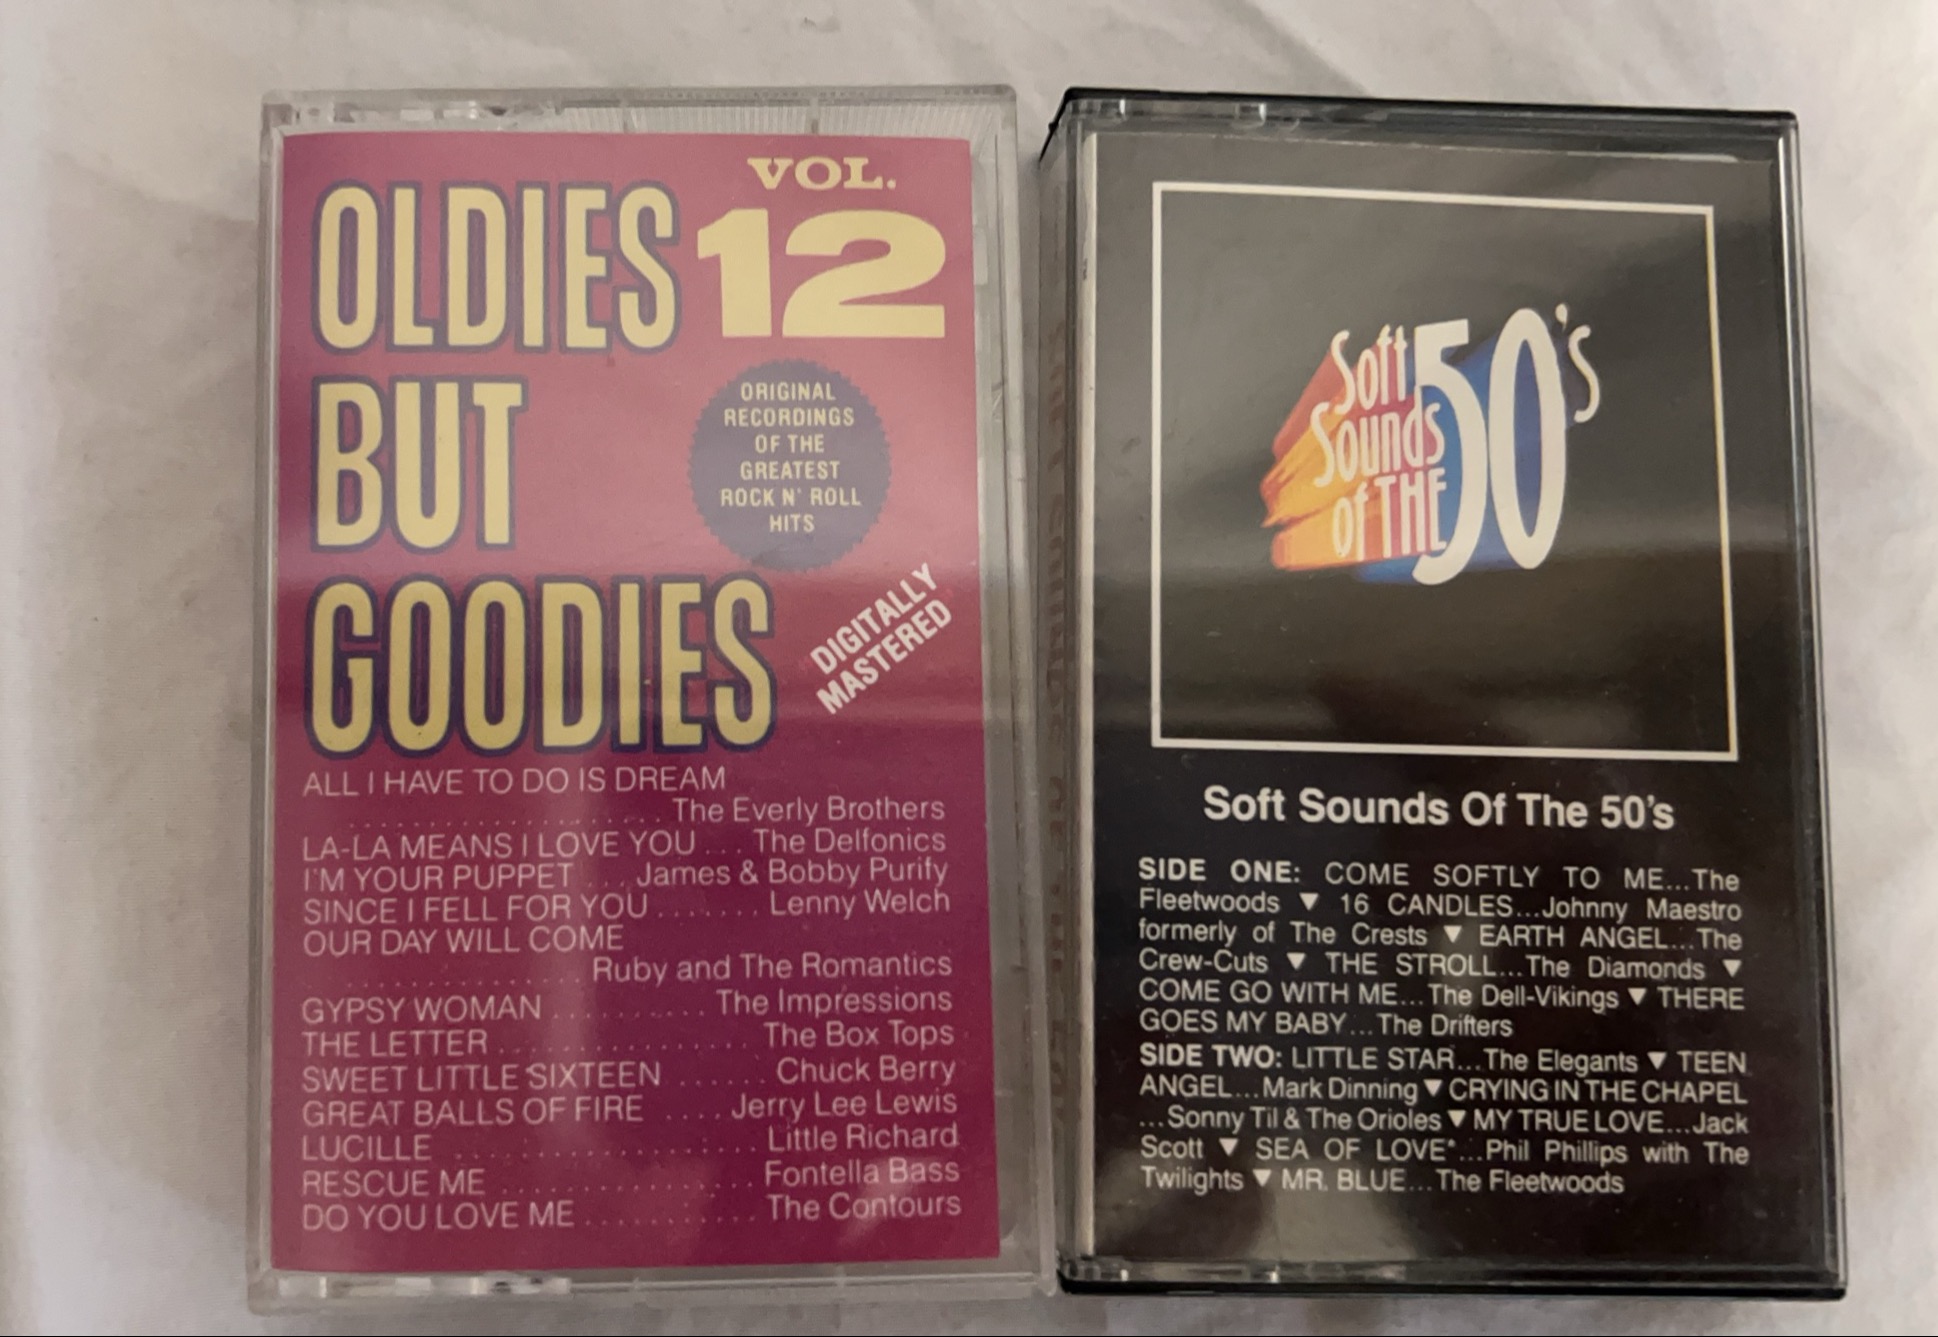 VOL.
OLDIES 12
BUT
GOODIES
ORIGINAL
RECORDINGS
OF THE
GREATEST
ROCK N' ROLL
HITS
DIGITALLY
MASTERED
ALL I HAVE TO DO IS DREAM
..................... The Everly Brothers
LA-LA MEANS I LOVE YOU ... The Delfonics
I'M YOUR PUPPET .... James & Bobby Purify
SINCE I FELL FOR YOU ....... Lenny Welch
OUR DAY WILL COME
................ Ruby and The Romantics
GYPSY WOMAN .......... The Impressions
THE LETTER ................. The Box Tops
SWEET LITTLE SIXTEEN ...... Chuck Berry
GREAT BALLS OF FIRE .... Jerry Lee Lewis
LUCILLE .................... Little Richard
RESCUE ME ................. Fontella Bass
DO YOU LOVE ME ........... The Contours
Soft 50's
Sounds
of THE
Soft Sounds Of The 50's
SIDE ONE: COME SOFTLY TO ME...The
Fleetwoods ▼ 16 CANDLES...Johnny Maestro
formerly of The Crests ▼ EARTH ANGEL...The
Crew-Cuts ▼ THE STROLL...The Diamonds ▼
COME GO WITH ME...The Dell-Vikings ▼ THERE
GOES MY BABY...The Drifters
SIDE TWO: LITTLE STAR...The Elegants ▼ TEEN
ANGEL...Mark Dinning ▼ CRYING IN THE CHAPEL
...Sonny Til & The Orioles ▼ MY TRUE LOVE...Jack
Scott ▼ SEA OF LOVE*...Phil Phillips with The
Twilights ▼ MR. BLUE...The Fleetwoods